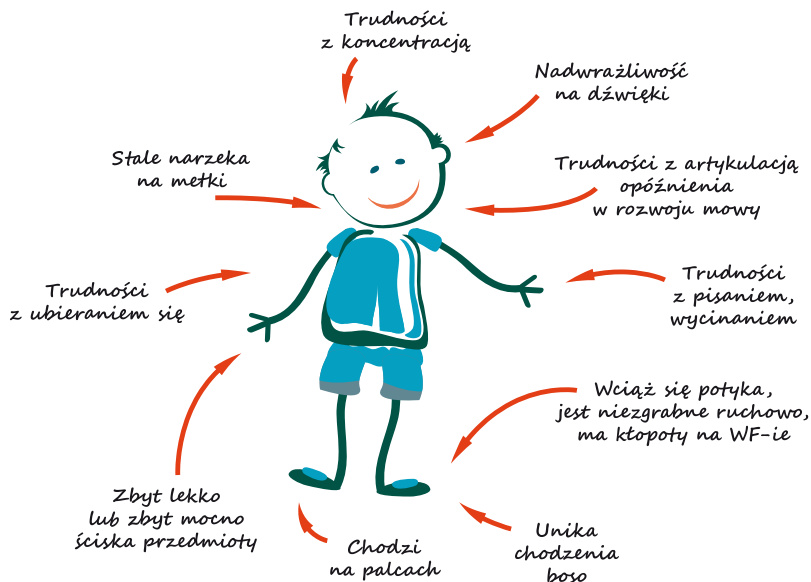 Trudności
z koncentracją
Nadwrażliwość
na dźwięki
Stale narzeka
na metki
Trudności z artykulacją
opóźnienia
w rozwoju mowy
Trudności
z ubieraniem się
Trudności
z pisaniem,
wycinaniem
Wciąż się potyka,
jest niezgrabne ruchowo,
ma kłopoty na WF-ie
Zbyt lekko
lub zbyt mocno
ściska przedmioty
Chodzi
na palcach
Unika
chodzenia
boso